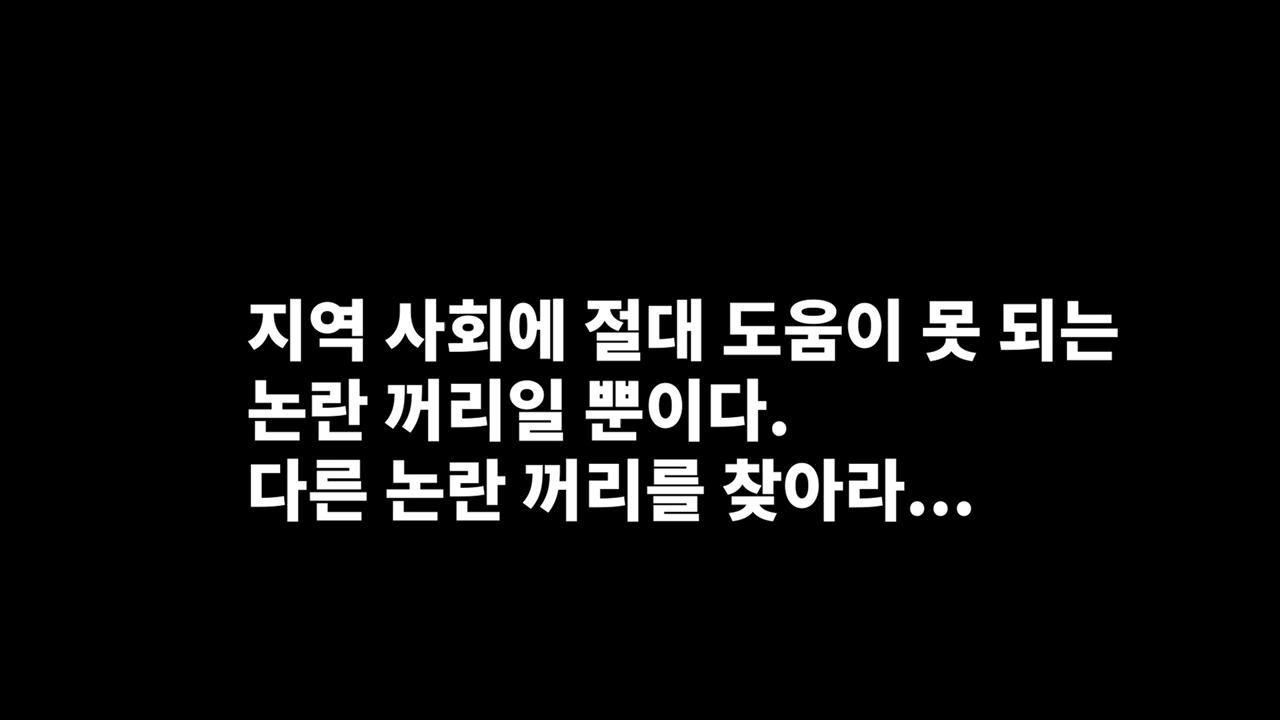 지역 사회에 절대 도움이 못 되는
논란 꺼리일 뿐이다.
다른 논란 꺼리를 찾아라...